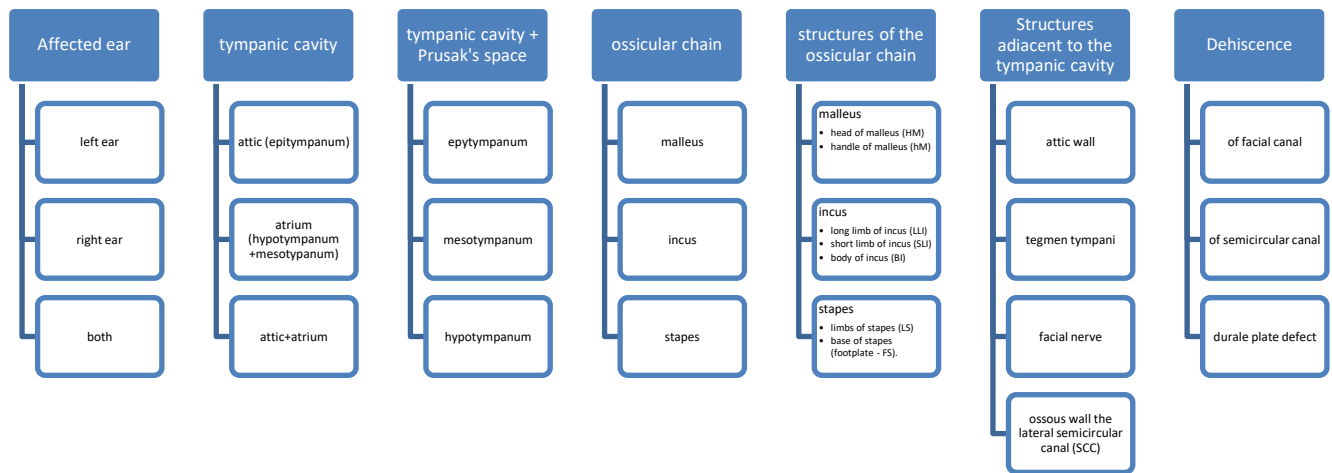 Affected ear
left ear
right ear
both
tympanic cavity
attic (epitympanum)
atrium
(hypotympanum
+mesotypanum)
attic+atrium
tympanic cavity +
Prusak's space
epytympanum
mesotympanum
hypotympanum
ossicular chain
malleus
incus
stapes
structures of the
ossicular chain
malleus
• head of malleus (HM)
• handle of malleus (hM)
incus
• long limb of incus (LLI)
• short limb of incus (SLI)
• body of incus (BI)
stapes
• limbs of stapes (LS)
• base of stapes
(footplate - FS).
Structures
adiacent to the
tympanic cavity
attic wall
tegmen tympani
facial nerve
ossous wall the
lateral semicircular
canal (SCC)
Dehiscence
of facial canal
of semicircular canal
durale plate defect